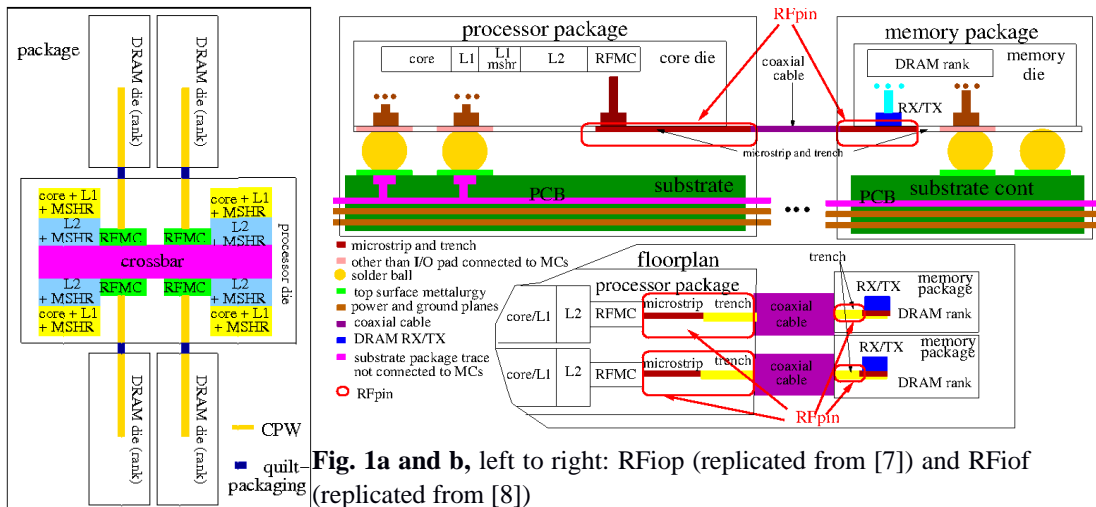 package
DRAM die (rank)
DRAM die (rank)
core + L1
+ MSHR
core + L1
+ MSHR
L2
+ MSHR
RFMC
RFMC
L2
+ MSHR
crossbar
L2
+ MSHR
RFMC
RFMC
L2
+ MSHR
core + L1
+ MSHR
core + L1
+ MSHR
processor die
DRAM die (rank)
DRAM die (rank)
CPW
quilt-
packaging
processor package
RFpin
memory package
core
L1
L1
mshr
L2
RFMC
core die
coaxial
cable
DRAM rank
memory
die
RX/TX
microstrip and trench
substrate
PCB
substrate cont
PCB
microstrip and trench
other than I/O pad connected to MCs
solder ball
top surface mettalurgy
power and ground planes
coaxial cable
DRAM RX/TX
substrate package trace
not connected to MCs
RFpin
floorplan
processor package
trench
memory
package
core/L1
L2
RFMC
microstrip
trench
coaxial
cable
RX/TX
DRAM rank
core/L1
L2
RFMC
microstrip
trench
coaxial
cable
RX/TX
memory
package
DRAM rank
RFpin
Fig. 1a and b, left to right: RFiop (replicated from [7]) and RFiof
(replicated from [8])